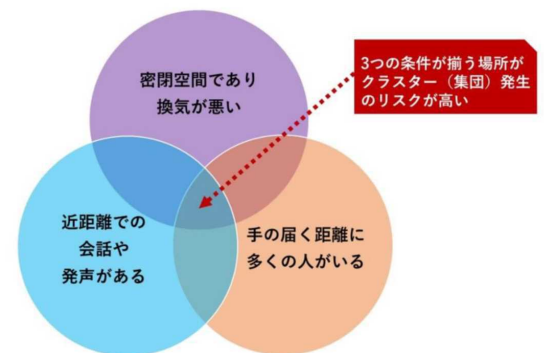 密閉空間であり
換気が悪い
3つの条件が揃う場所が
クラスター（集団）発生
のリスクが高い
近距離での
会話や
発声がある
手の届く距離に
多くの人がいる